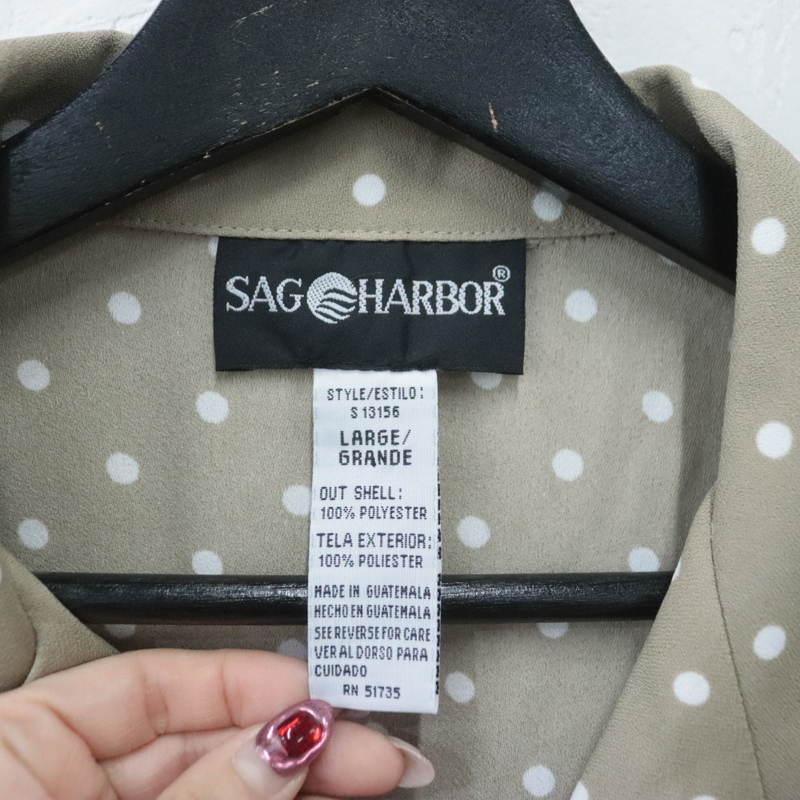 SAG HARBOR®
STYLE/ESTILO:
S 13156
LARGE/
GRANDE
OUT SHELL:
100% POLYESTER
TELA EXTERIOR:
100% POLIESTER
MADE IN GUATEMALA
HECHO EN GUATEMALA
SEE REVERSE FOR CARE
VER AL DORSO PARA
CUIDADO
RN 51735